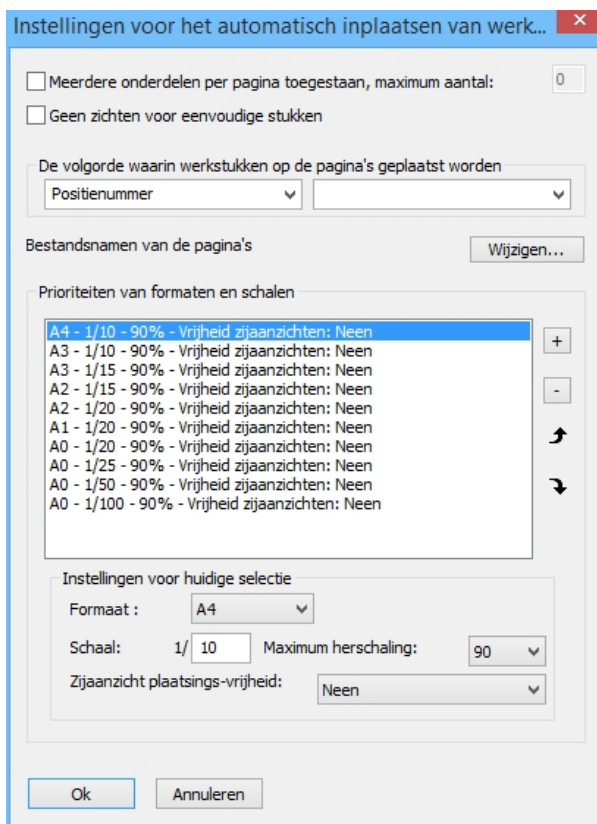 Instellingen voor het automatisch inplaatsen van werk...
Meerdere onderdelen per pagina toegestaan, maximum aantal: 0
Geen zichten voor eenvoudige stukken
De volgorde waarin werkstukken op de pagina's geplaatst worden
Positienummer
Bestandsnamen van de pagina's Wijzigen...
Prioriteiten van formaten en schalen
A4 - 1/10 - 90% - Vrijheid zijaanzichten: Neen
A3 - 1/10 - 90% - Vrijheid zijaanzichten: Neen
A3 - 1/15 - 90% - Vrijheid zijaanzichten: Neen
A2 - 1/15 - 90% - Vrijheid zijaanzichten: Neen
A2 - 1/20 - 90% - Vrijheid zijaanzichten: Neen
A1 - 1/20 - 90% - Vrijheid zijaanzichten: Neen
A0 - 1/20 - 90% - Vrijheid zijaanzichten: Neen
A0 - 1/25 - 90% - Vrijheid zijaanzichten: Neen
A0 - 1/50 - 90% - Vrijheid zijaanzichten: Neen
A0 - 1/100 - 90% - Vrijheid zijaanzichten: Neen
+
-
Instellingen voor huidige selectie
Formaat : A4
Schaal: 1/ 10 Maximum herschaling: 90
Zijaanzicht plaatsings-vrijheid: Neen
Ok Annuleren